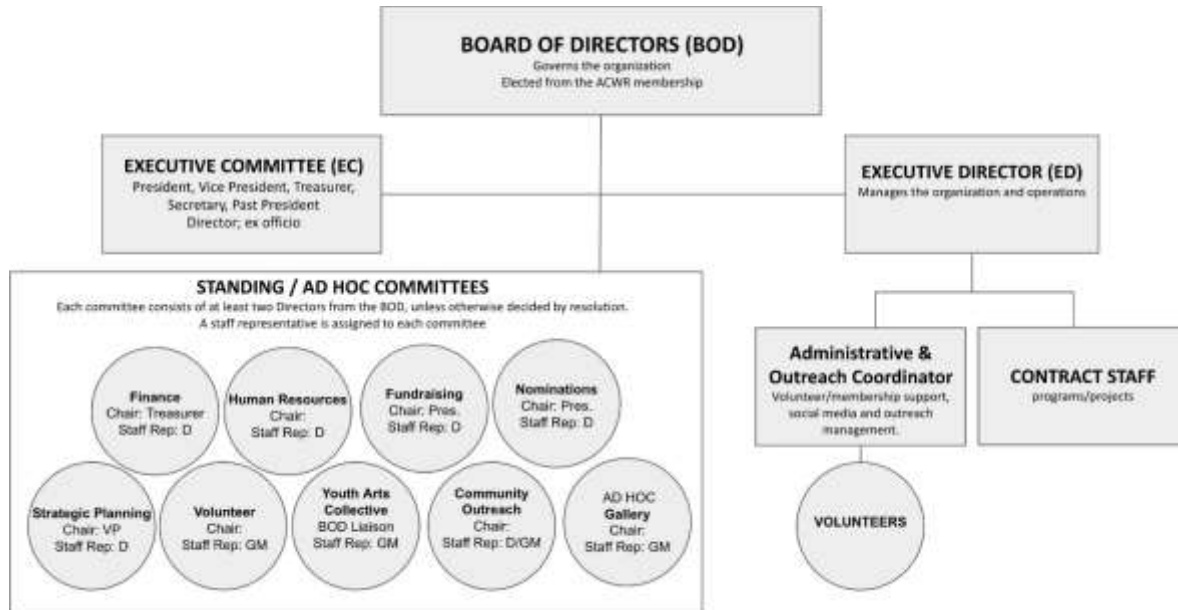 BOARD OF DIRECTORS (BOD)
Governs the organization
Elected from the ACWR membership
EXECUTIVE COMMITTEE (EC)
President, Vice President, Treasurer,
Secretary, Past President
Director; ex officio
EXECUTIVE DIRECTOR (ED)
Manages the organization and operations
STANDING / AD HOC COMMITTEES
Each committee consists of at least two Directors from the BOD, unless otherwise decided by resolution.
A staff representative is assigned to each committee
Finance
Chair: Treasurer
Staff Rep: D
Human Resources
Chair:
Staff Rep: D
Fundraising
Chair: Pres.
Staff Rep: D
Nominations
Chair: Pres.
Staff Rep: D
Strategic Planning
Chair: VP
Staff Rep: D
Volunteer
Chair:
Staff Rep: GM
Youth Arts
Collective
BOD Liaison
Staff Rep: GM
Community
Outreach
Chair:
Staff Rep: D/GM
AD HOC
Gallery
Chair:
Staff Rep: GM
Administrative &
Outreach Coordinator
Volunteer/membership support,
social media and outreach
management.
CONTRACT STAFF
programs/projects
VOLUNTEERS